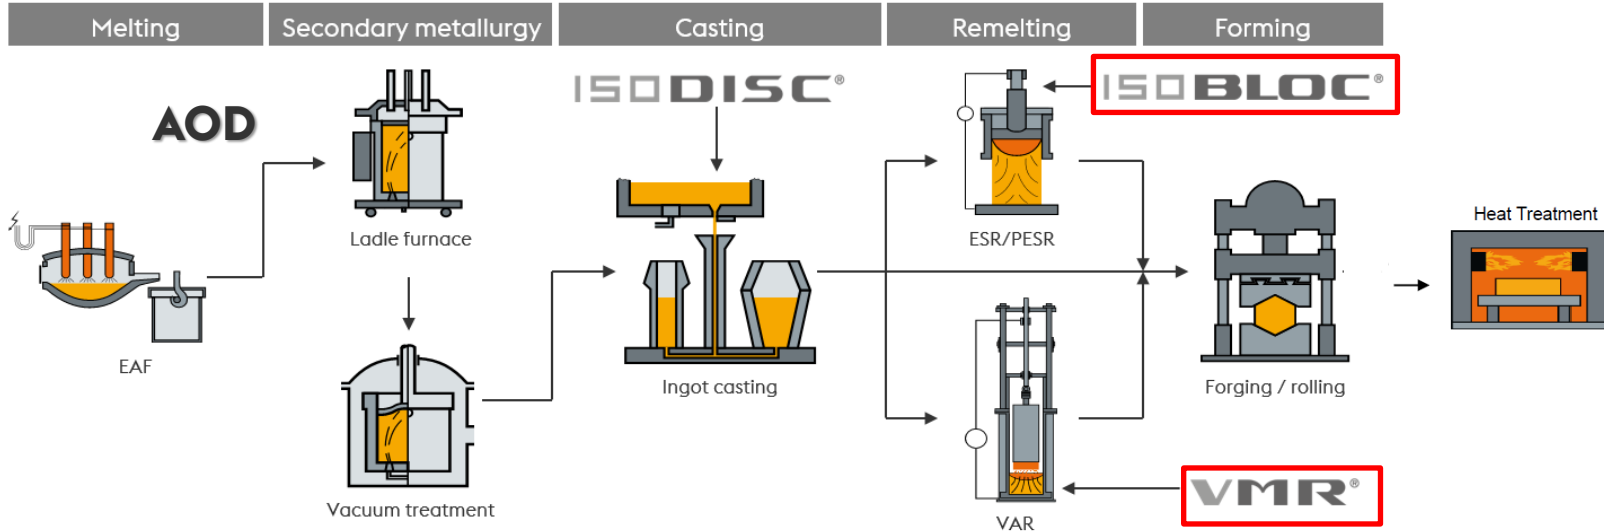 Melting
Secondary metallurgy
Casting
Remelting
Forming
AOD
ISODISC®
ISOBLOC®
Ladle furnace
ESR/PESR
Heat Treatment
EAF
Ingot casting
Forging / rolling
Vacuum treatment
VAR
VMR®